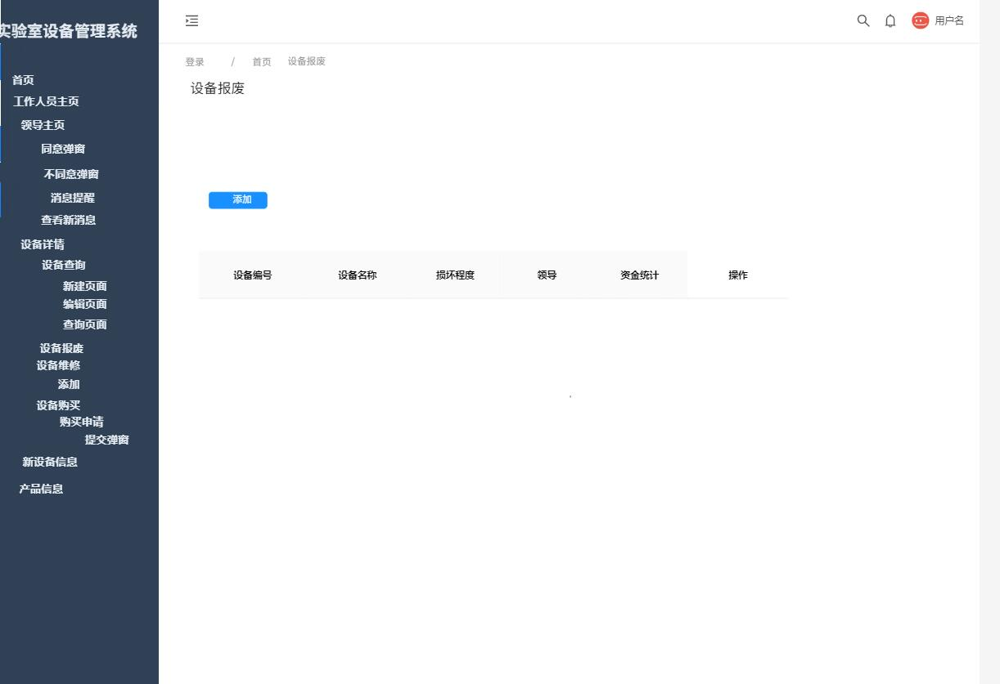 实验室设备管理系统
首页
工作人员主页
领导主页
同意弹窗
不同意弹窗
消息提醒
查看新消息
设备详情
设备查询
新建页面
编辑页面
查询页面
设备报废
设备维修
添加
设备购买
购买申请
提交弹窗
新设备信息
产品信息
用户名
登录 / 首页 设备报废
设备报废
添加
设备编号 设备名称 损坏程度 领导 资金统计 操作